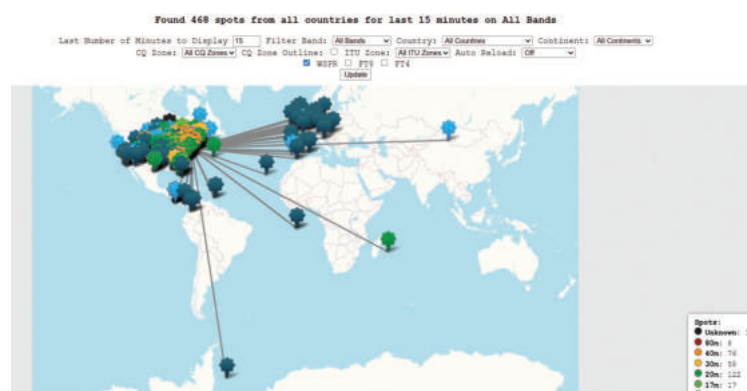 Found 468 spots from all countries for last 15 minutes on All Bands
Last Number of Minutes to Display 15 Filter Band: All Bands Country: All Countries Continent: All Continents
CQ Zone: All CQ Zones CQ Zone Outline: ITU Zone: All ITU Zones Auto Reload: Off
WSPR FT8 FT4
Update
Spots:
Unknown:
80m: 8
40m: 76
30m: 58
20m: 122
17m: 17